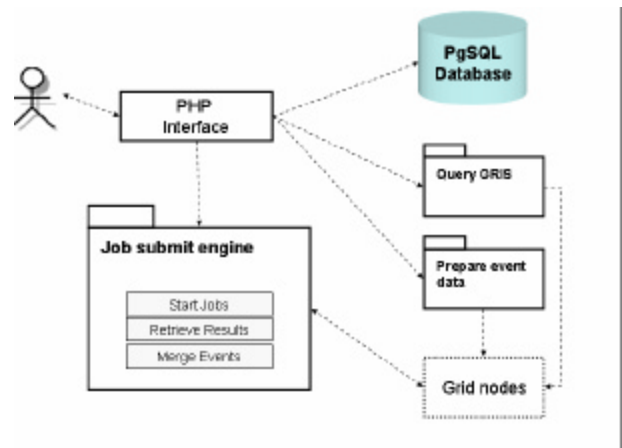 PgSQL
Database
PHP
Interface
Query GRIS
Job submit engine
Prepare event
data
Start Jobs
Retrieve Results
Merge Events
Grid nodes